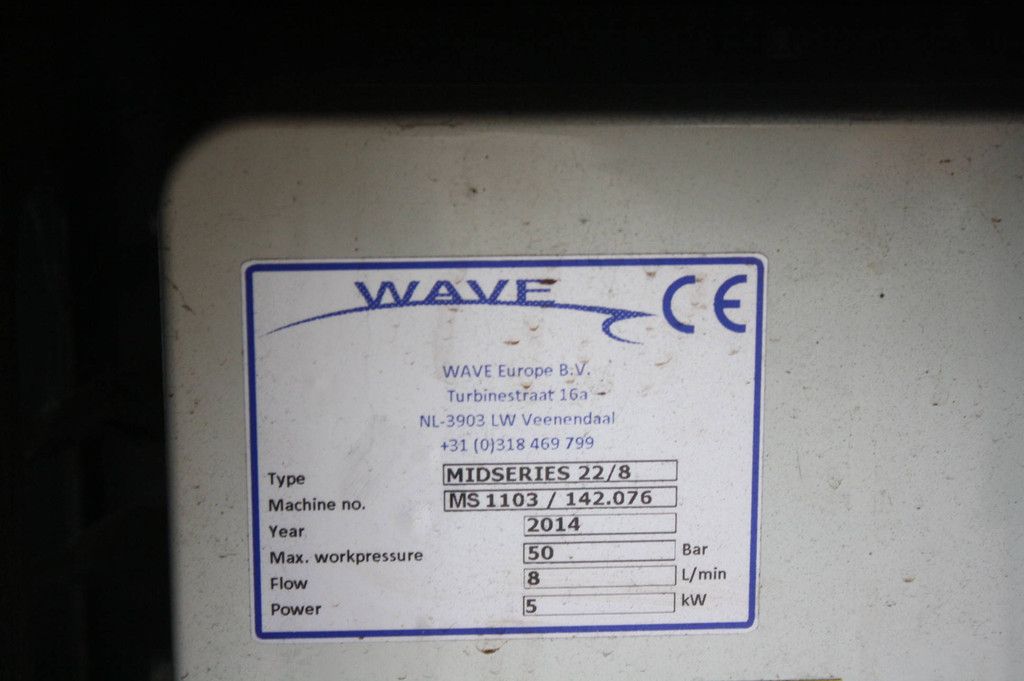 WAVE CE
WAVE Europe B.V.
Turbinestraat 16a
NL-3903 LW Veenendaal
+31 (0)318 469 799
Type MIDSERIES 22/8
Machine no. MS 1103 / 142.076
Year 2014
Max. workpressure 50 Bar
Flow 8 L/min
Power 5 kW